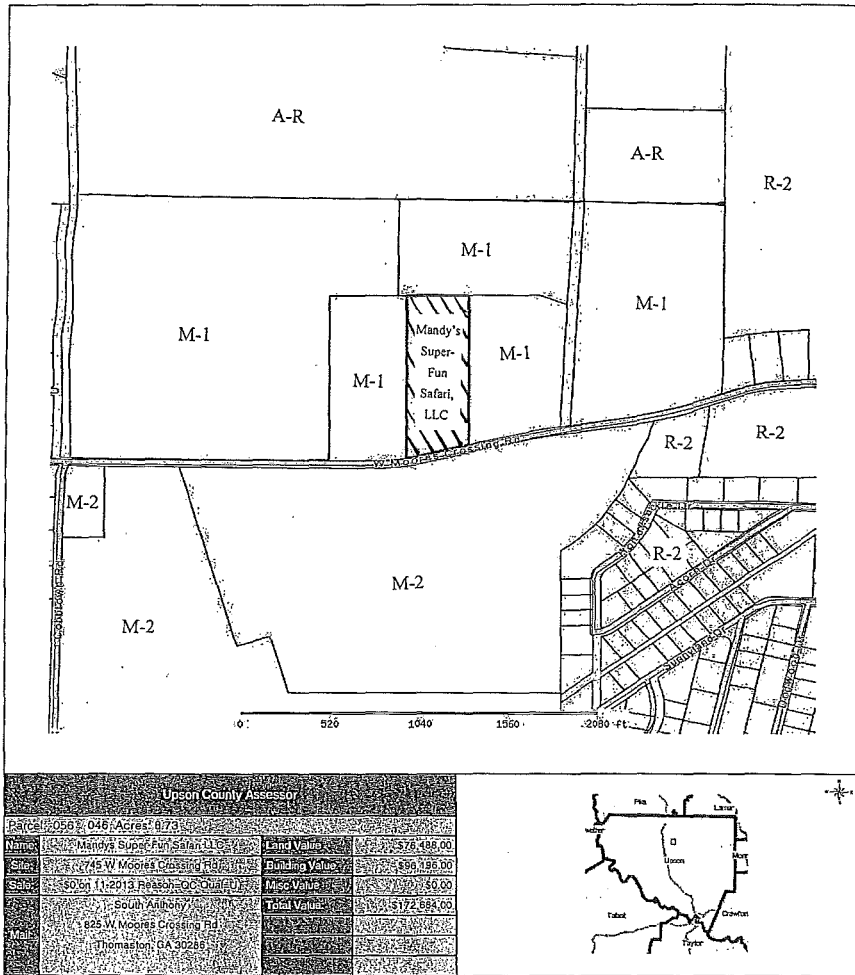 A-R
A-R
R-2
M-1
M-1
M-1
M-1
M-1
Mandy's
Super-
Fun
Safari,
LLC
W Moores Crossing Rd
R-2
R-2
M-2
R-2
M-2
M-2
0
520
1040
1560
2080 ft
Upson County Assessor
Parcel: 056 046 Acres: 8.73
Name: Mandys Super Fun Safari LLC Land Value $76,488.00
Site: 745 W Moores Crossing Rd Building Value $96,196.00
Sale: $0 on 11-2013 Reason=QC Qual=U Misc Value $0.00
Mail: South Anthony Total Value
825 W Moores Crossing Rd
Thomaston, GA 30286
Pike
Lamar
Upson
Talbot
Crawford
Taylor